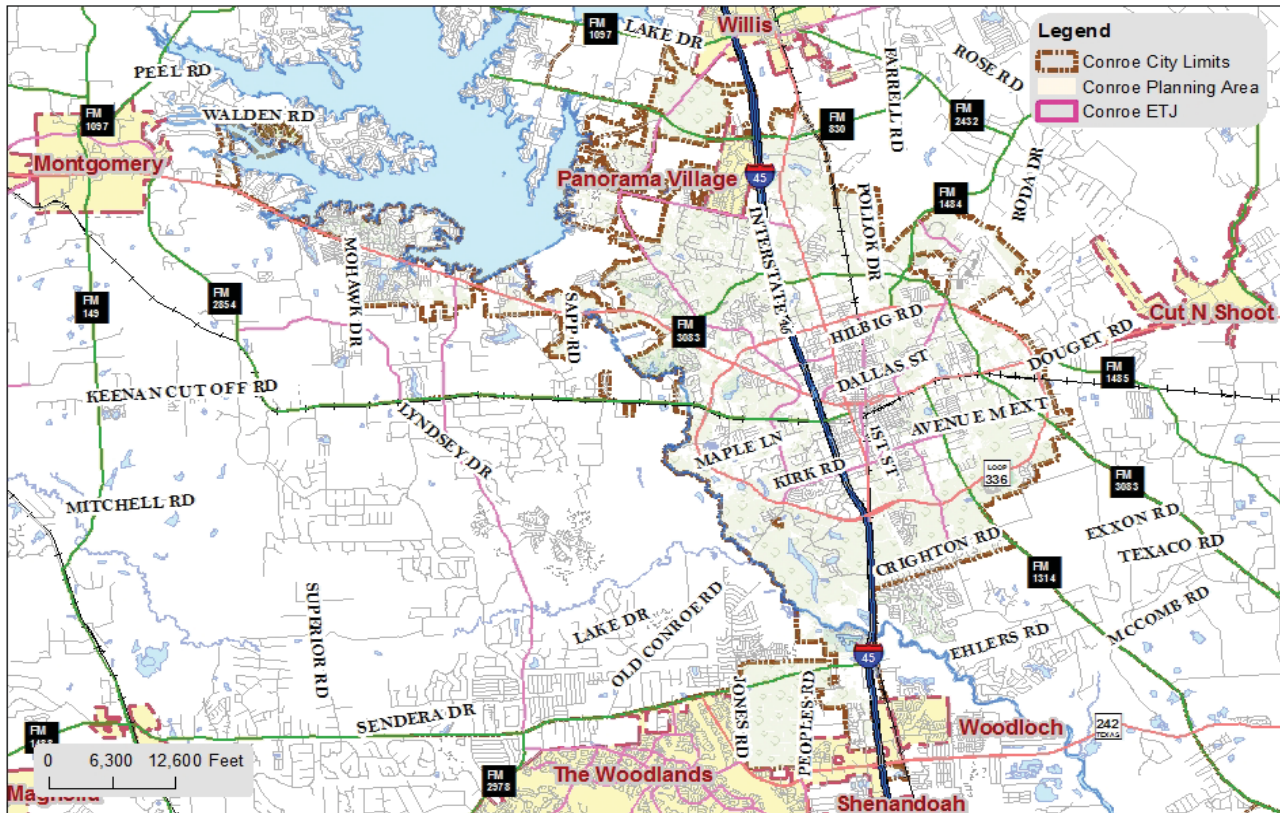 Willis
LAKE DR
FM
1097
Legend
Conroe City Limits
Conroe Planning Area
Conroe ETJ
ROSE RD
FARRELL RD
PEEL RD
FM
1097
WALDEN RD
FM
830
FM
2432
Montgomery
Panorama Village
45
POLLOK DR
FM
1484
RODA DR
INTERSTATE 45
MOHAWK DR
FM
2854
FM
149
SAPP RD
FM
3083
HILBIG RD
Cut N Shoot
DOUGET RD
DALLAS ST
FM
1485
KEENAN CUT OFF RD
LYNDSEY DR
AVENUE M EXT
1ST ST
MAPLE LN
KIRK RD
LOOP
336
FM
3083
MITCHELL RD
EXXON RD
TEXACO RD
CRIGHTON RD
FM
1314
SUPERIOR RD
LAKE DR
OLD CONROE RD
MCCOMB RD
EHLERS RD
45
JONES RD
PEOPLES RD
SENDERA DR
Woodloch
242
TEXAS
FM
1488
0 6,300 12,600 Feet
The Woodlands
FM
2978
Magnolia
Shenandoah